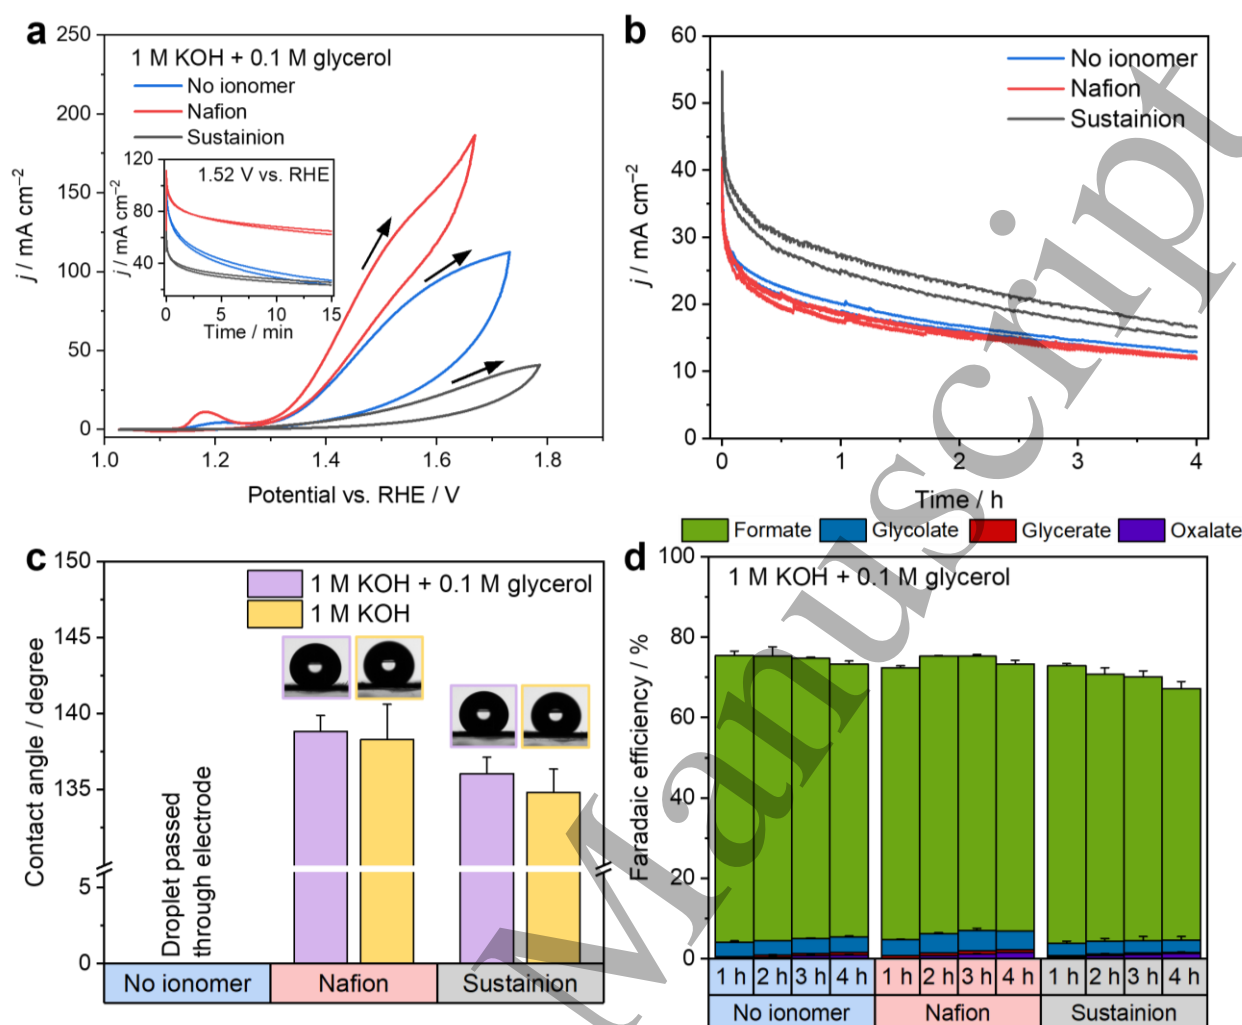 a
1 M KOH + 0.1 M glycerol
No ionomer
Nafion
Sustainion
1.52 V vs. RHE
j / mA cm⁻²
120
80
40
0 5 10 15
Time / min
j / mA cm⁻²
250
200
150
100
50
0
1.0 1.2 1.4 1.6 1.8
Potential vs. RHE / V
b
No ionomer
Nafion
Sustainion
j / mA cm⁻²
60
50
40
30
20
10
0
0 1 2 3 4
Time / h
c
1 M KOH + 0.1 M glycerol
1 M KOH
Contact angle / degree
150
145
140
135
5
0
Droplet passed
through electrode
No ionomer Nafion Sustainion
Formate Glycolate Glycerate Oxalate
d
1 M KOH + 0.1 M glycerol
Faradaic efficiency / %
100
80
60
40
20
0
1 h 2 h 3 h 4 h 1 h 2 h 3 h 4 h 1 h 2 h 3 h 4 h
No ionomer Nafion Sustainion
Manuscript